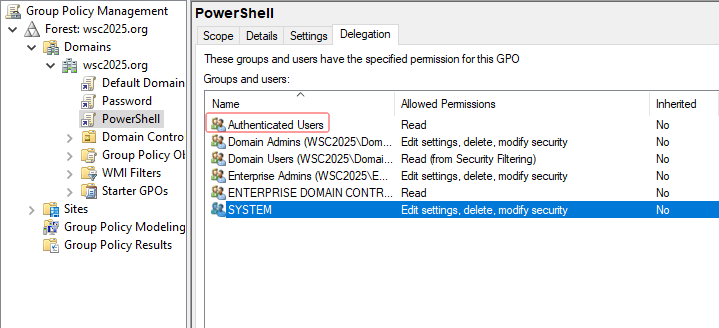 Group Policy Management
Forest: wsc2025.org
Domains
wsc2025.org
Default Domain
Password
PowerShell
Domain Contro
Group Policy Ob
WMI Filters
Starter GPOs
Sites
Group Policy Modeling
Group Policy Results
PowerShell
Scope Details Settings Delegation
These groups and users have the specified permission for this GPO
Groups and users:
Name Allowed Permissions Inherited
Authenticated Users Read No
Domain Admins (WSC2025\Dom... Edit settings, delete, modify security No
Domain Users (WSC2025\Domai... Read (from Security Filtering) No
Enterprise Admins (WSC2025\E... Edit settings, delete, modify security No
ENTERPRISE DOMAIN CONTR... Read No
SYSTEM Edit settings, delete, modify security No